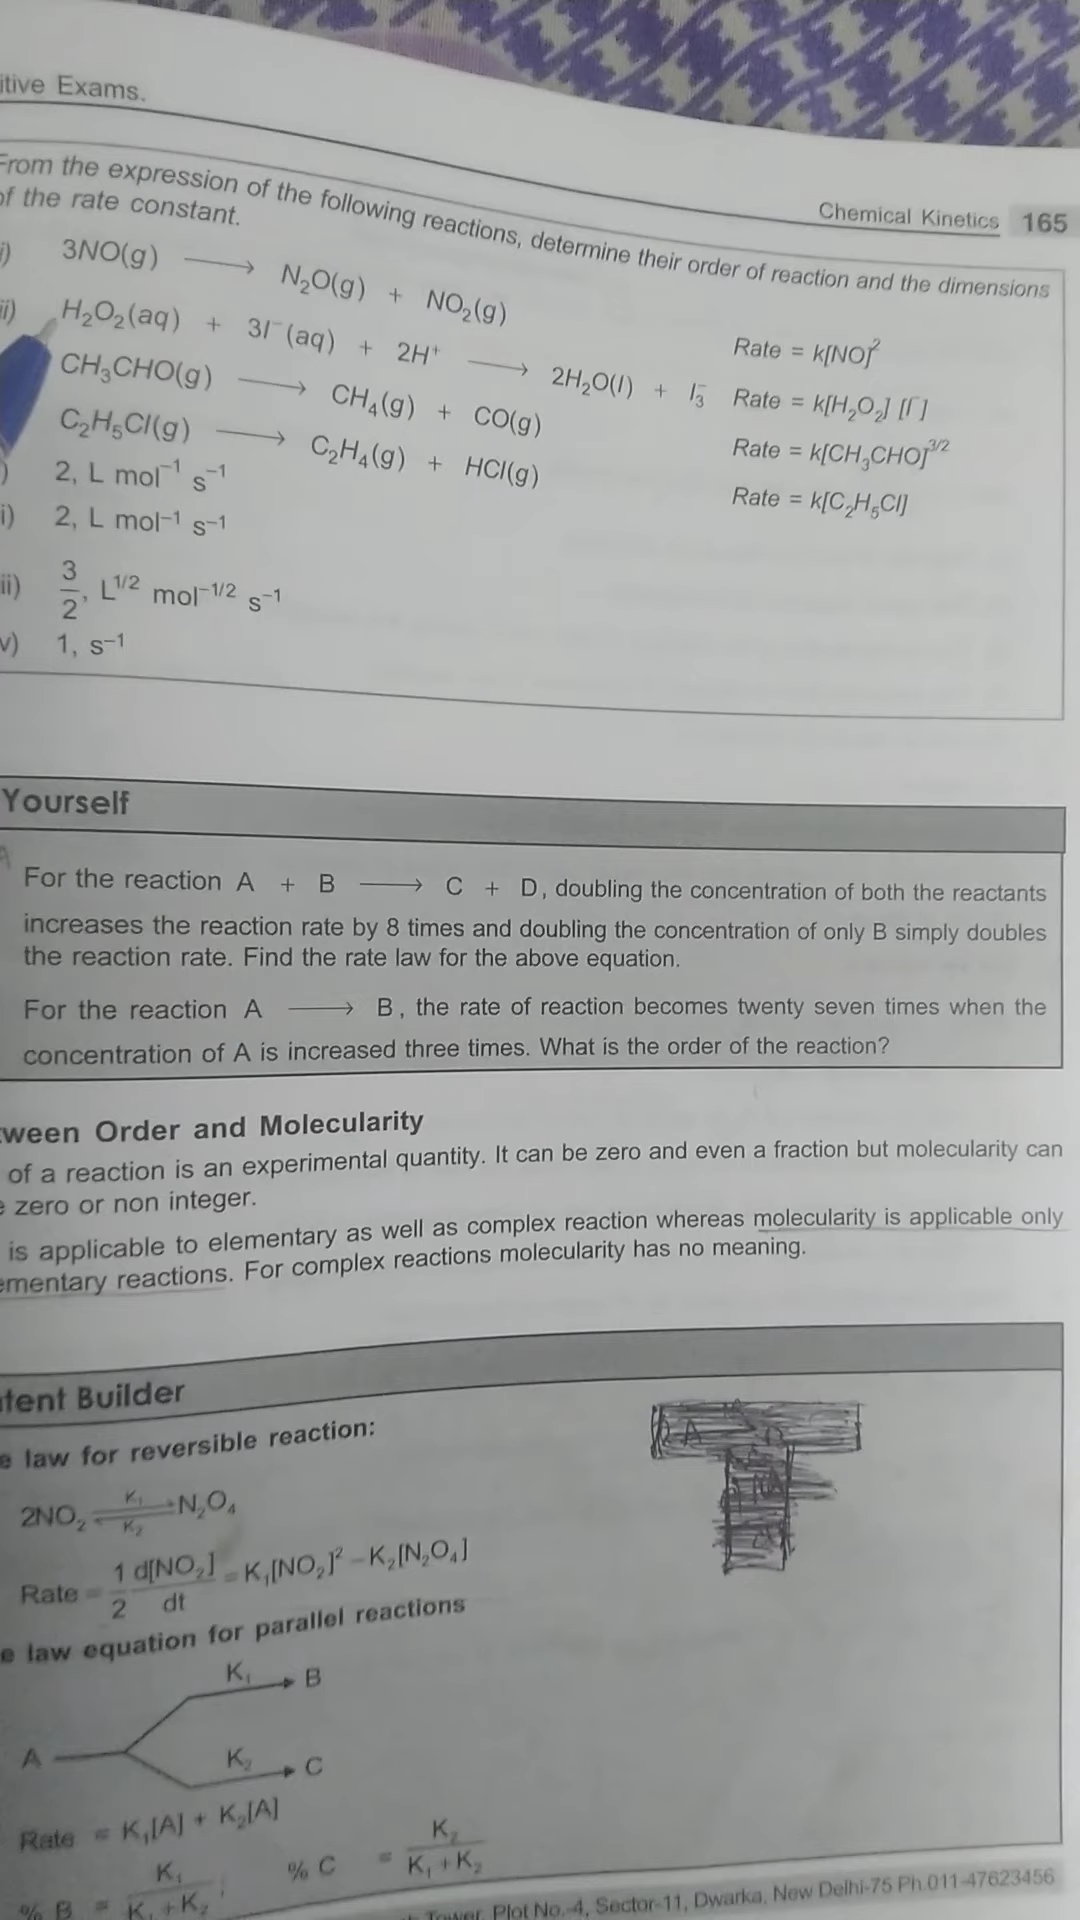 itive Exams.
Chemical Kinetics 165
From the expression of the following reactions, determine their order of reaction and the dimensions
of the rate constant.
i) 3NO(g) ⟶ N₂O(g) + NO₂(g) Rate = k[NO]²
ii) H₂O₂(aq) + 3I⁻(aq) + 2H⁺ ⟶ 2H₂O(l) + I₃⁻ Rate = k[H₂O₂] [I⁻]
CH₃CHO(g) ⟶ CH₄(g) + CO(g) Rate = k[CH₃CHO]³ᐟ²
C₂H₅Cl(g) ⟶ C₂H₄(g) + HCl(g) Rate = k[C₂H₅Cl]
) 2, L mol⁻¹ s⁻¹
i) 2, L mol⁻¹ s⁻¹
ii) 3/2, L¹ᐟ² mol⁻¹ᐟ² s⁻¹
v) 1, s⁻¹
Yourself
For the reaction A + B ⟶ C + D, doubling the concentration of both the reactants
increases the reaction rate by 8 times and doubling the concentration of only B simply doubles
the reaction rate. Find the rate law for the above equation.
For the reaction A ⟶ B, the rate of reaction becomes twenty seven times when the
concentration of A is increased three times. What is the order of the reaction?
tween Order and Molecularity
of a reaction is an experimental quantity. It can be zero and even a fraction but molecularity can
e zero or non integer.
is applicable to elementary as well as complex reaction whereas molecularity is applicable only
ementary reactions. For complex reactions molecularity has no meaning.
tent Builder
e law for reversible reaction:
2NO₂ ⇌ N₂O₄ K₁ K₂
Rate = 1/2 d[NO₂]/dt = K₁[NO₂]² – K₂[N₂O₄]
e law equation for parallel reactions
K₁ B
A
K₂ C
Rate = K₁[A] + K₂[A]
% B = K₁/(K₁ + K₂); % C = K₂/(K₁ + K₂)
Tower, Plot No.-4, Sector-11, Dwarka, New Delhi-75 Ph.011-47623456